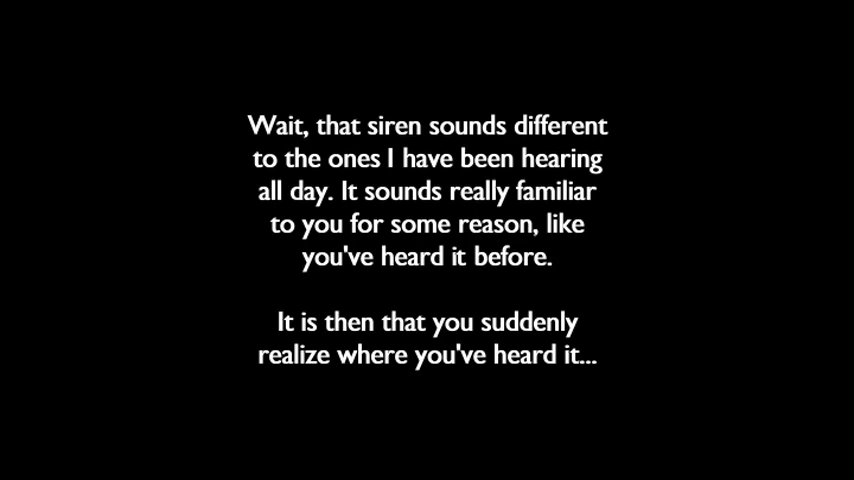 Wait, that siren sounds different
to the ones I have been hearing
all day. It sounds really familiar
to you for some reason, like
you've heard it before.
It is then that you suddenly
realize where you've heard it...